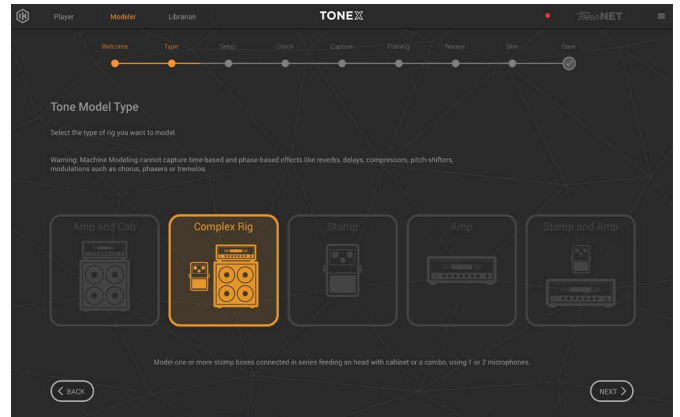 Player Modeler Librarian TONEX ToneNET
Welcome Type Setup Check Capture Training Review Skin Save
Tone Model Type
Select the type of rig you want to model.
Warning: Machine Modeling cannot capture time-based and phase-based effects like reverbs, delays, compressors, pitch-shifters,
modulations such as chorus, phasers or tremolos.
Amp and Cab Complex Rig Stomp Amp Stomp and Amp
Model one or more stomp boxes connected in series feeding an head with cabinet or a combo, using 1 or 2 microphones.
BACK NEXT